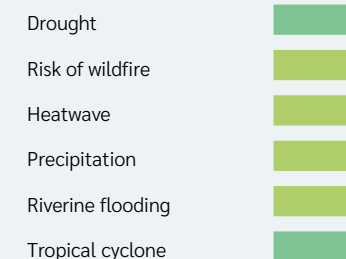 Drought
Risk of wildfire
Heatwave
Precipitation
Riverine flooding
Tropical cyclone